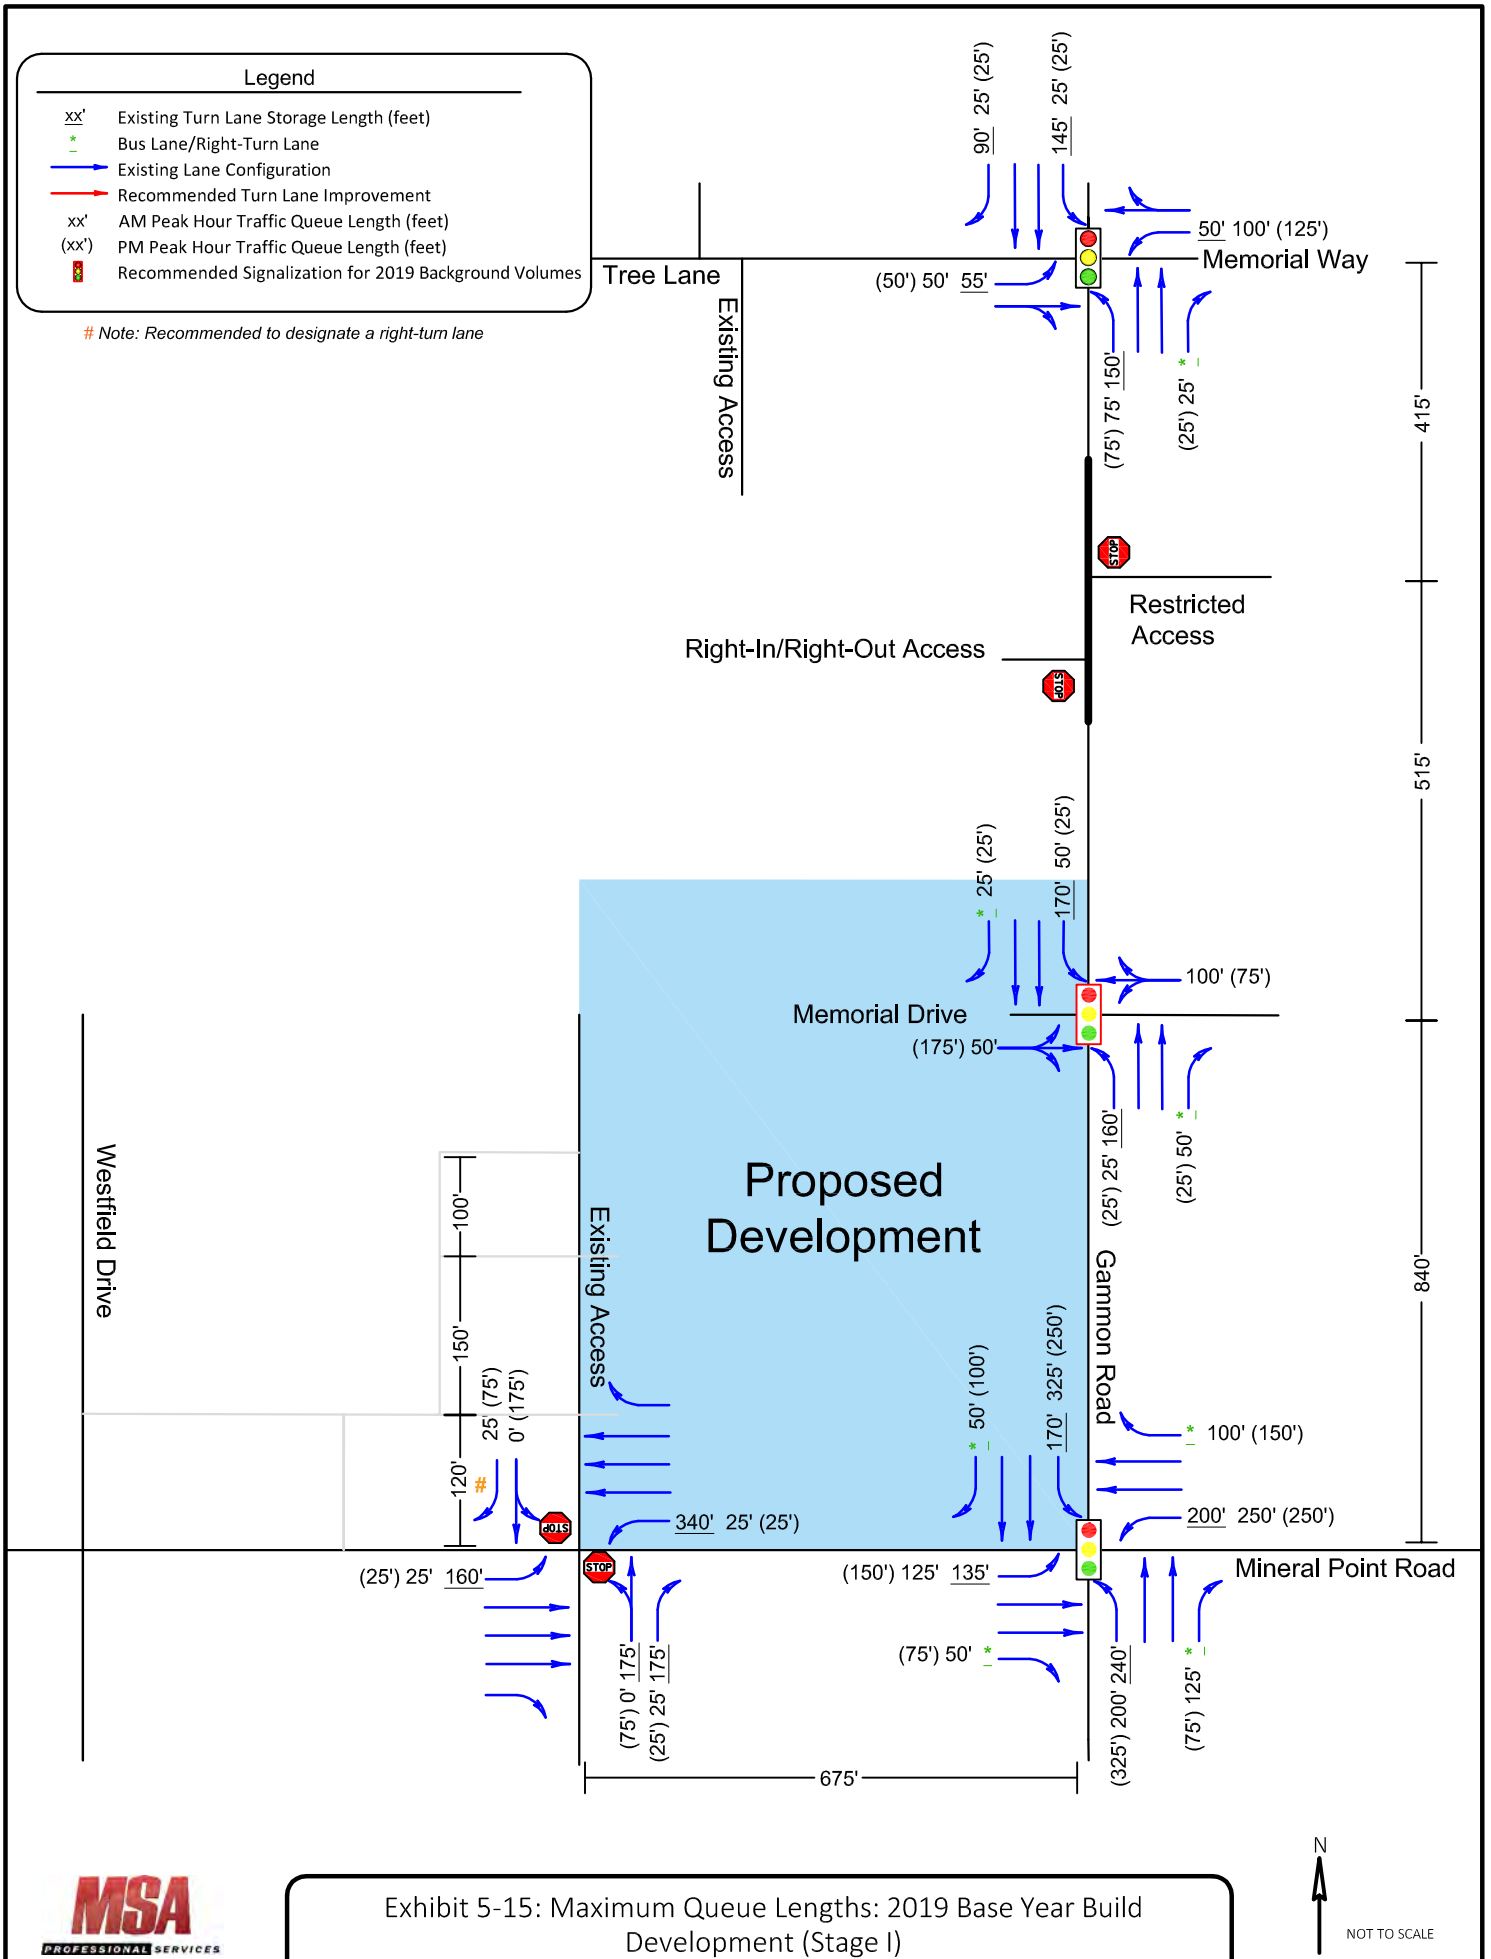 Legend
xx' Existing Turn Lane Storage Length (feet)
* Bus Lane/Right-Turn Lane
Existing Lane Configuration
Recommended Turn Lane Improvement
xx' AM Peak Hour Traffic Queue Length (feet)
(xx') PM Peak Hour Traffic Queue Length (feet)
Recommended Signalization for 2019 Background Volumes
# Note: Recommended to designate a right-turn lane
90' 25' (25')
145' 25' (25')
50' 100' (125')
Memorial Way
Tree Lane
(50') 50' 55'
Existing Access
(75') 75' 150'
(25') 25' *
415'
STOP
Restricted
Access
Right-In/Right-Out Access
STOP
515'
* 25' (25')
170' 50' (25')
100' (75')
Memorial Drive
(175') 50'
(25') 25' 160'
(25') 50' *
Proposed
Development
Westfield Drive
100'
Existing Access
Gammon Road
840'
150'
25' (75')
0' (175')
* 50' (100')
170' 325' (250')
* 100' (150')
120'
#
STOP
340' 25' (25')
200' 250' (250')
STOP
(25') 25' 160'
(150') 125' 135'
Mineral Point Road
(75') 50' *
(75') 0' 175'
(25') 25' 175'
(325') 200' 240'
(75') 125' *
675'
N
NOT TO SCALE
MSA
PROFESSIONAL SERVICES
Exhibit 5-15: Maximum Queue Lengths: 2019 Base Year Build
Development (Stage I)